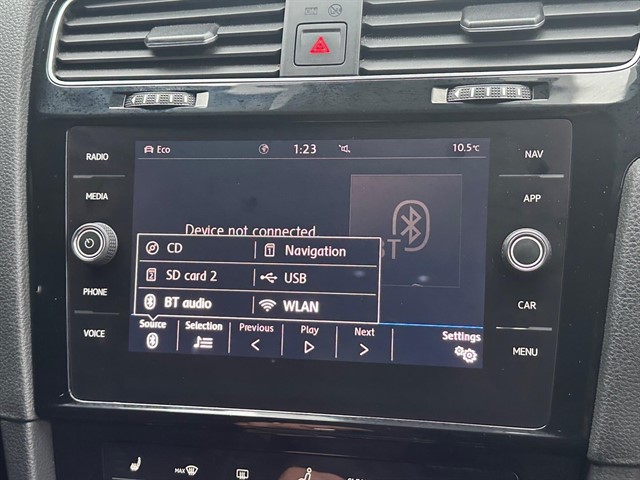 RADIO
MEDIA
PHONE
VOICE
Eco 1:23 10.5°C
Device not connected
CD Navigation
SD card 2 USB
BT audio WLAN
Source Selection Previous Play Next Settings
NAV
APP
CAR
MENU
MAX